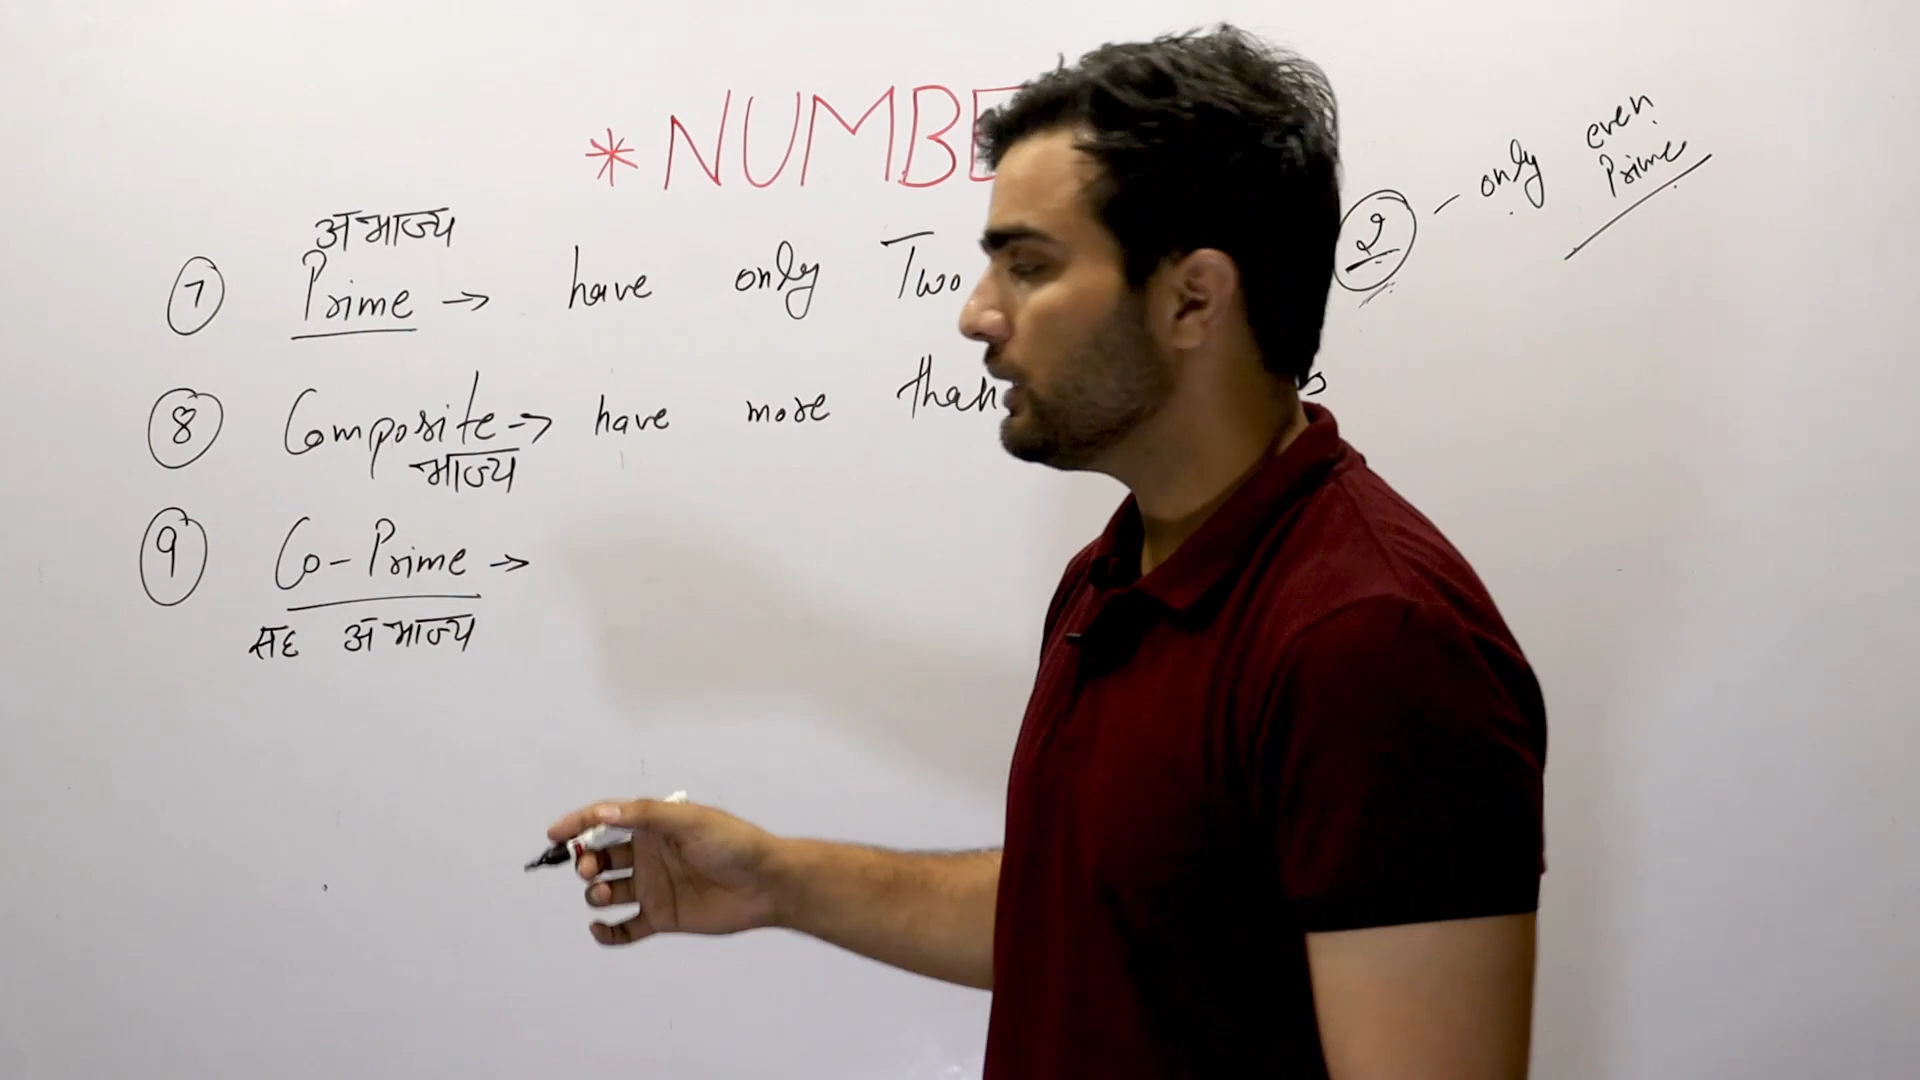 * NUMBE
अभाज्य
7 Prime → have only Two
2 - only even Prime
8 Composite → have more than
भाज्य
9 Co-Prime →
सह अभाज्य